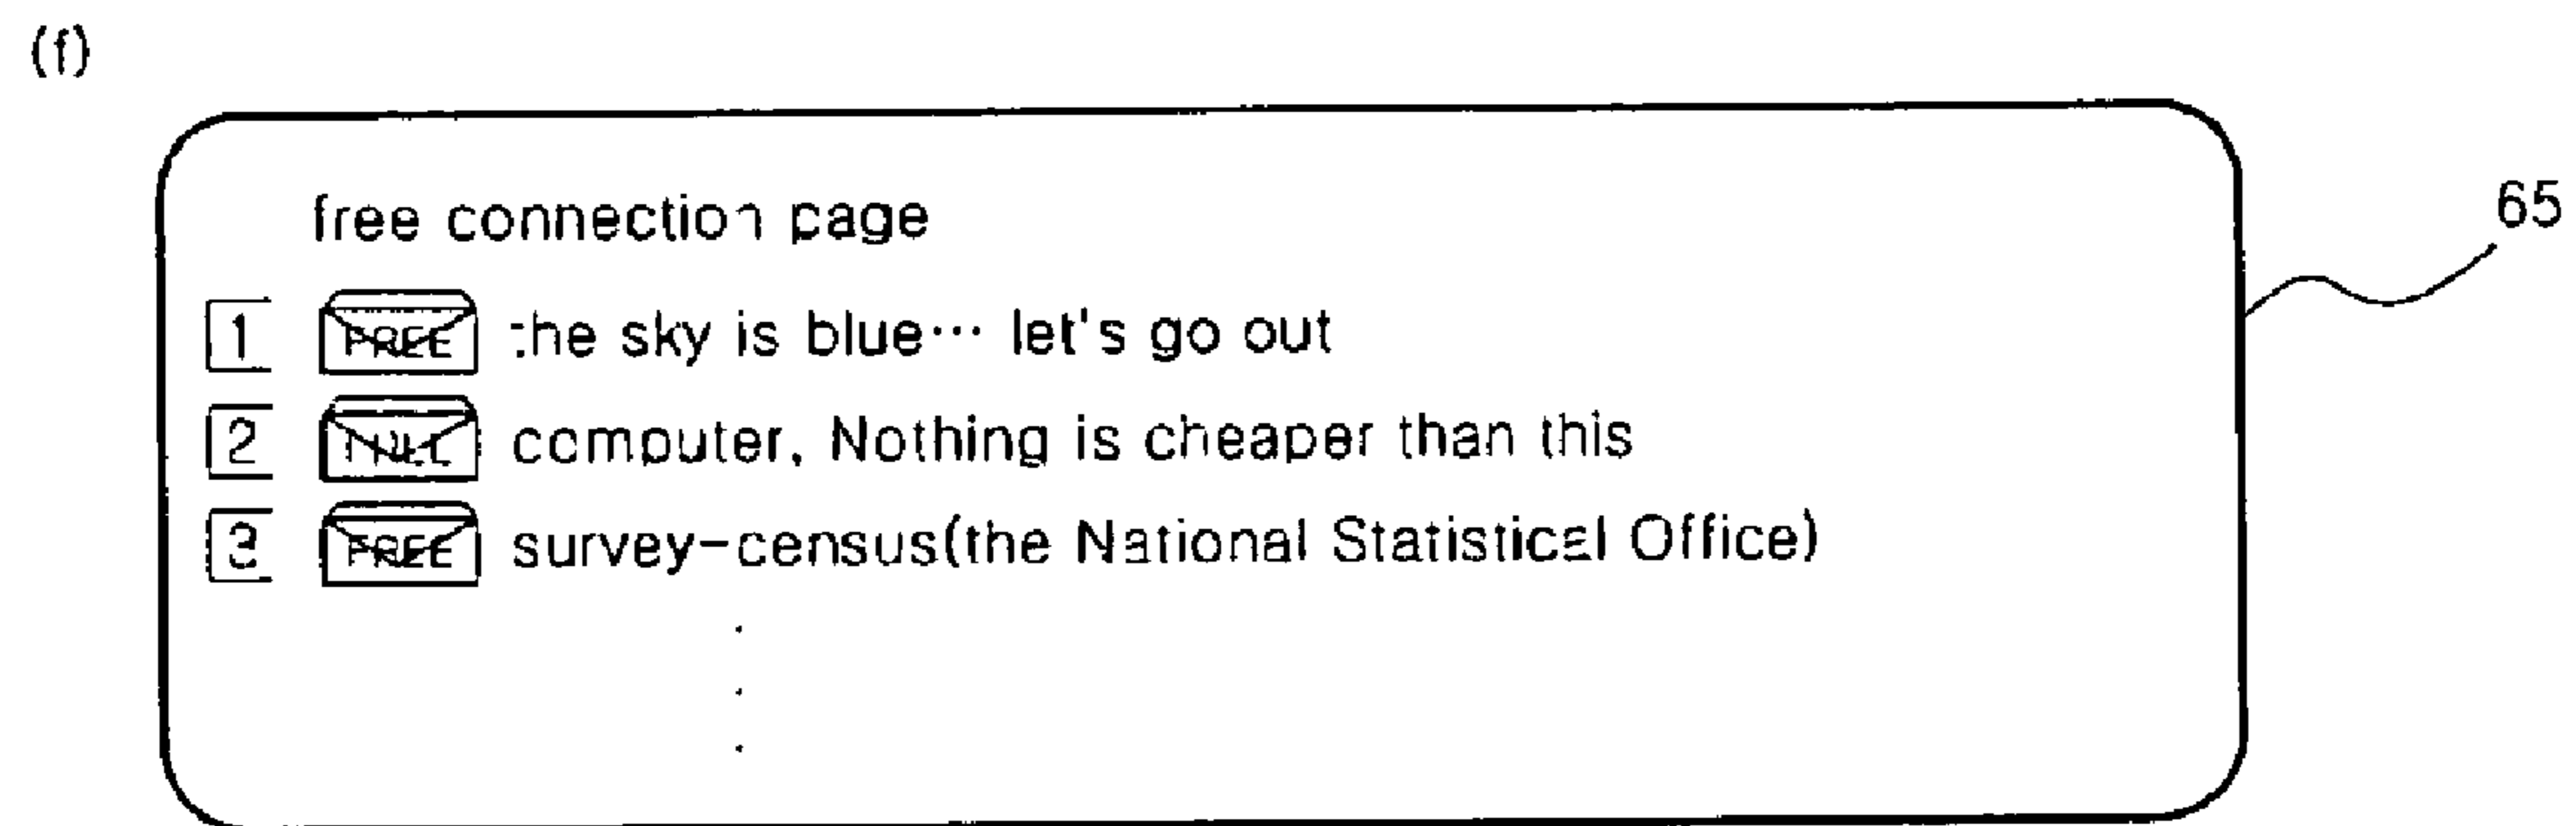 (f)
65
free connection page
1 FREE the sky is blue… let's go out
2 computer, Nothing is cheaper than this
3 FREE survey-census(the National Statistical Office)